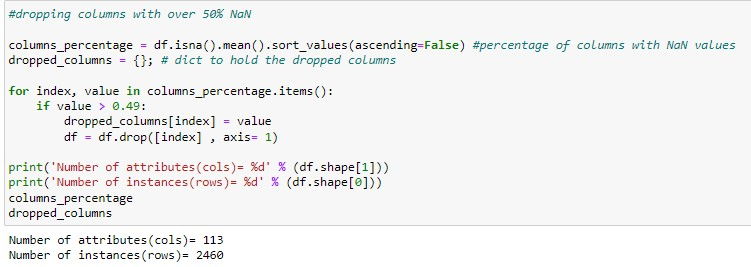 #dropping columns with over 50% NaN
columns_percentage = df.isna().mean().sort_values(ascending=False) #percentage of columns with NaN values
dropped_columns = {}; # dict to hold the dropped columns
for index, value in columns_percentage.items():
    if value > 0.49:
        dropped_columns[index] = value
        df = df.drop([index] , axis= 1)
print('Number of attributes(cols)= %d' % (df.shape[1]))
print('Number of instances(rows)= %d' % (df.shape[0]))
columns_percentage
dropped_columns
Number of attributes(cols)= 113
Number of instances(rows)= 2460